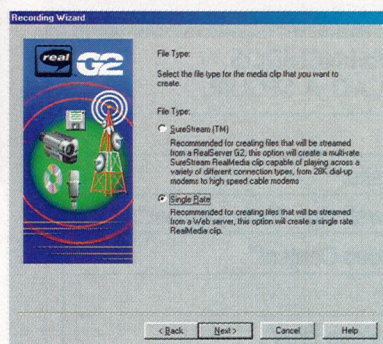 Recording Wizard
real G2
File Type:
Select the file type for the media clip that you want to
create.
File Type:
SureStream (TM)
Recommended for creating files that will be streamed
from a RealServer G2, this option will create a multi-rate
SureStream RealMedia clip capable of playing across a
variety of different connection types, from 28K dial-up
modems to high speed cable modems
Single Rate
Recommended for creating files that will be streamed
from a Web server, this option will create a single rate
RealMedia clip.
< Back
Next >
Cancel
Help